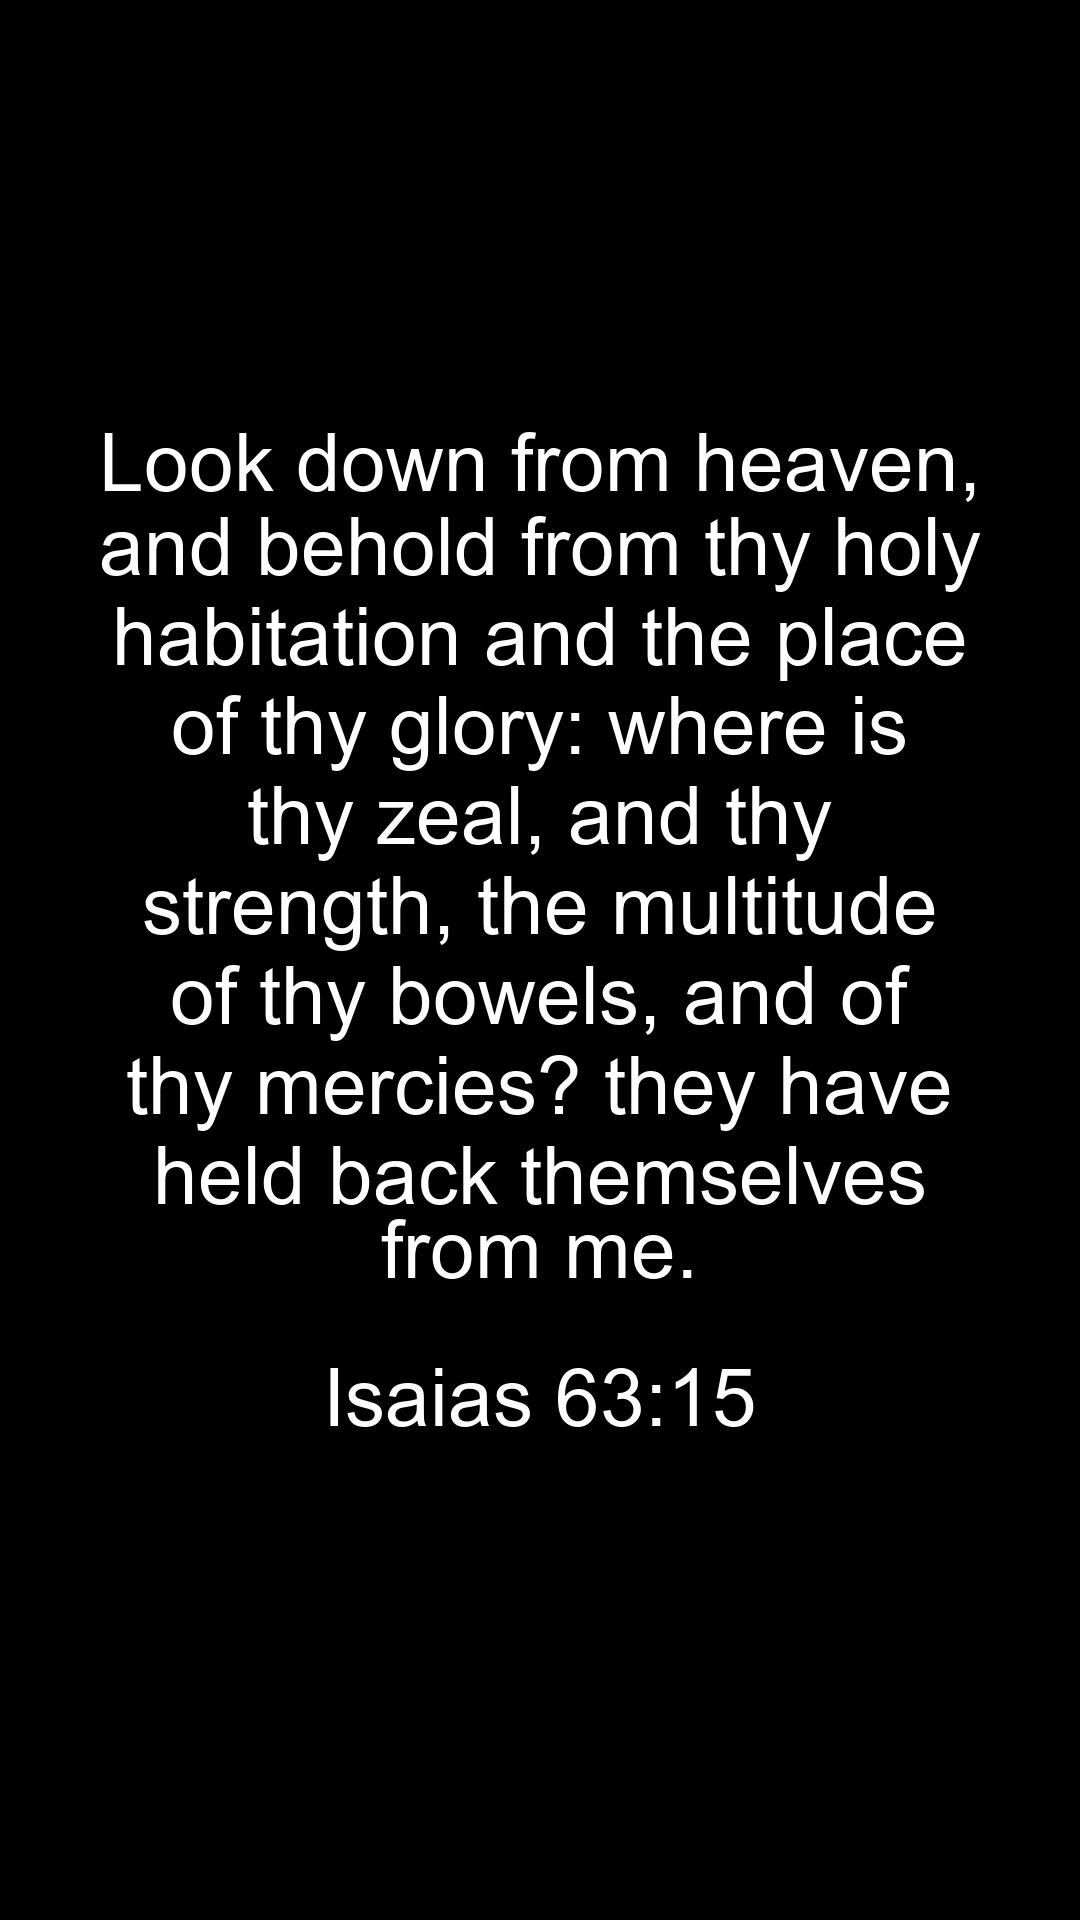 Look down from heaven,
and behold from thy holy
habitation and the place
of thy glory: where is
thy zeal, and thy
strength, the multitude
of thy bowels, and of
thy mercies? they have
held back themselves
from me.
Isaias 63:15